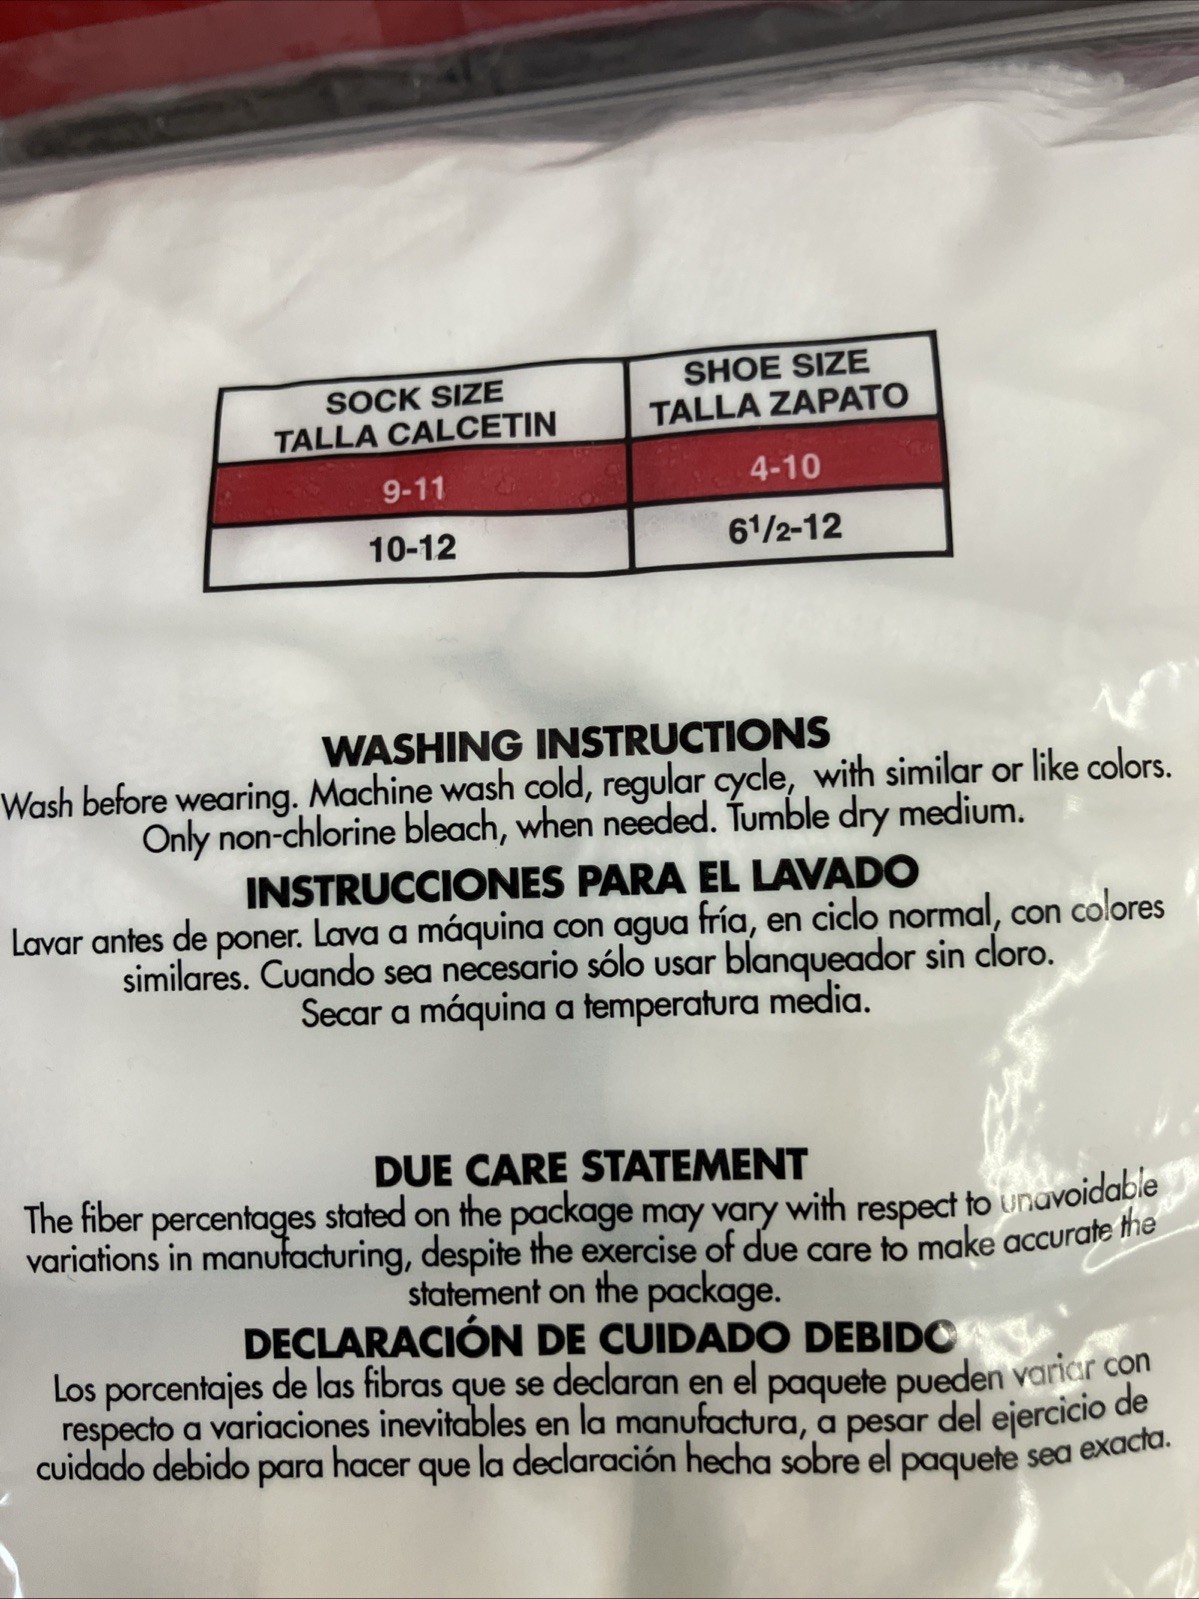 SOCK SIZE SHOE SIZE
TALLA CALCETIN TALLA ZAPATO
9-11 4-10
10-12 6¹/2-12
WASHING INSTRUCTIONS
Wash before wearing. Machine wash cold, regular cycle, with similar or like colors.
Only non-chlorine bleach, when needed. Tumble dry medium.
INSTRUCCIONES PARA EL LAVADO
Lavar antes de poner. Lava a máquina con agua fría, en ciclo normal, con colores
similares. Cuando sea necesario sólo usar blanqueador sin cloro.
Secar a máquina a temperatura media.
DUE CARE STATEMENT
The fiber percentages stated on the package may vary with respect to unavoidable
variations in manufacturing, despite the exercise of due care to make accurate the
statement on the package.
DECLARACIÓN DE CUIDADO DEBIDO
Los porcentajes de las fibras que se declaran en el paquete pueden variar con
respecto a variaciones inevitables en la manufactura, a pesar del ejercicio de
cuidado debido para hacer que la declaración hecha sobre el paquete sea exacta.